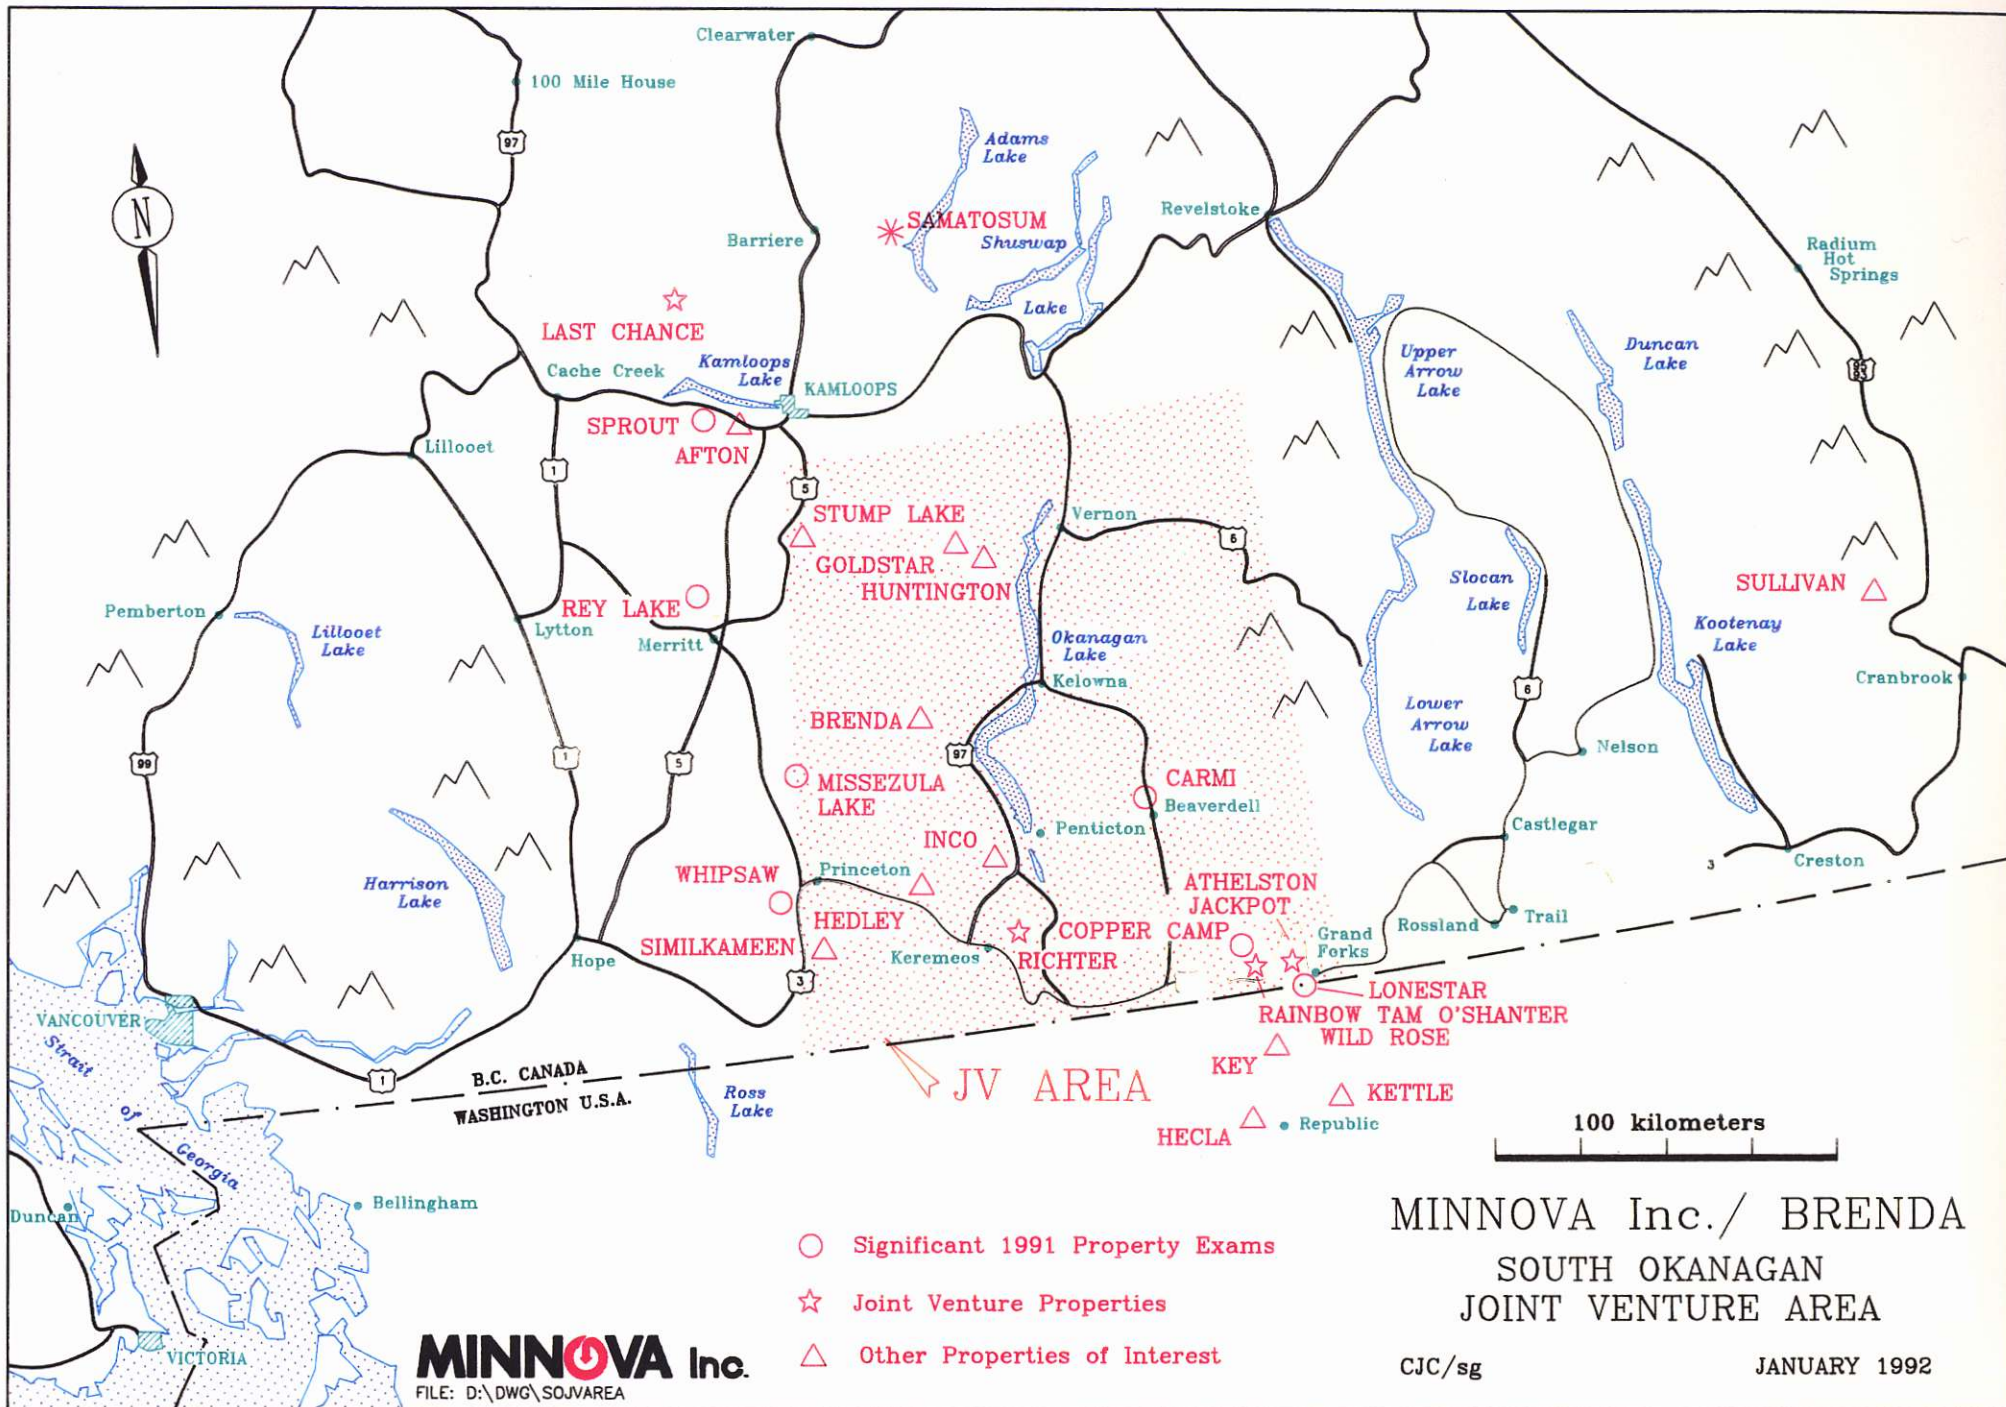 Clearwater
100 Mile House
97
N
Adams
Lake
SAMATOSUM
Shuswap
Lake
Barriere
Revelstoke
Radium
Hot
Springs
LAST CHANCE
Cache Creek
Kamloops
Lake
KAMLOOPS
Upper
Arrow
Lake
Duncan
Lake
95
93
SPROUT
AFTON
Lillooet
1
5
STUMP LAKE
GOLDSTAR
HUNTINGTON
Vernon
6
Slocan
Lake
SULLIVAN
REY LAKE
Pemberton
Lillooet
Lake
Lytton
Merritt
Okanagan
Lake
Kelowna
Kootenay
Lake
Cranbrook
6
BRENDA
Lower
Arrow
Lake
Nelson
99
1
5
97
MISSEZULA
LAKE
CARMI
Beaverdell
Penticton
Castlegar
INCO
3
Creston
Harrison
Lake
WHIPSAW
Princeton
ATHELSTON
JACKPOT
HEDLEY
SIMILKAMEEN
COPPER CAMP
RICHTER
Grand
Forks
Rossland
Trail
Hope
Keremeos
3
LONESTAR
RAINBOW TAM O'SHANTER
WILD ROSE
VANCOUVER
Strait
of
Georgia
1
B.C. CANADA
WASHINGTON U.S.A.
Ross
Lake
JV AREA
KEY
KETTLE
HECLA
Republic
100 kilometers
Duncan
Bellingham
VICTORIA
Significant 1991 Property Exams
Joint Venture Properties
Other Properties of Interest
MINNOVA Inc./ BRENDA
SOUTH OKANAGAN
JOINT VENTURE AREA
CJC/sg
JANUARY 1992
MINNOVA Inc.
FILE: D:\DWG\SOJVAREA